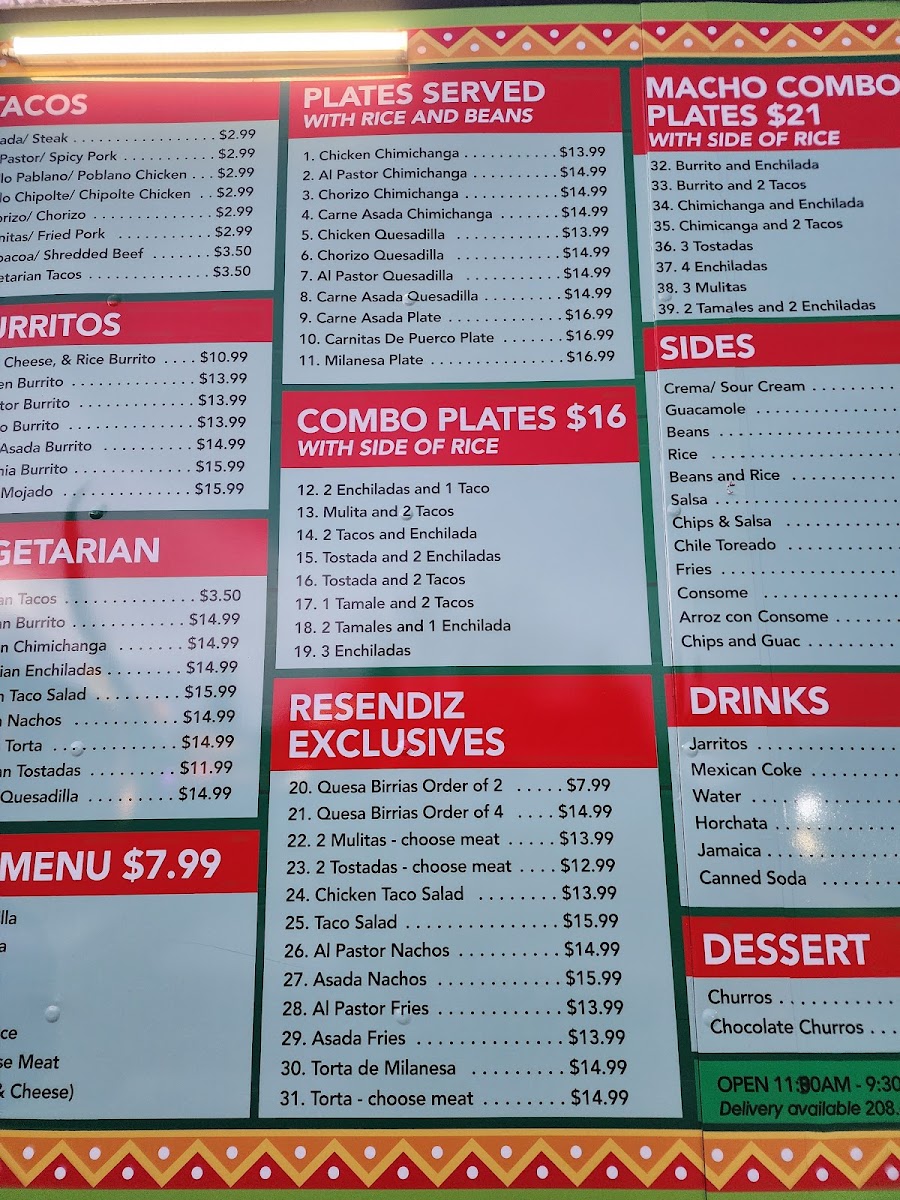 TACOS
ada/ Steak . . . . . . . . . . . . . . . . . . $2.99
Pastor/ Spicy Pork . . . . . . . . . . . . $2.99
lo Pablano/ Poblano Chicken . . . $2.99
lo Chipolte/ Chipolte Chicken . . $2.99
orizo/ Chorizo . . . . . . . . . . . . . . . $2.99
nitas/ Fried Pork . . . . . . . . . . . . . $2.99
bacoa/ Shredded Beef . . . . . . . $3.50
etarian Tacos . . . . . . . . . . . . . . . . $3.50
URRITOS
Cheese, & Rice Burrito . . . . $10.99
en Burrito . . . . . . . . . . . . . . . $13.99
tor Burrito . . . . . . . . . . . . . . $13.99
o Burrito . . . . . . . . . . . . . . . $13.99
Asada Burrito . . . . . . . . . . . $14.99
nia Burrito . . . . . . . . . . . . . . $15.99
Mojado . . . . . . . . . . . . . . . . $15.99
GETARIAN
an Tacos . . . . . . . . . . . . . . . . $3.50
an Burrito . . . . . . . . . . . . . . $14.99
n Chimichanga . . . . . . . . $14.99
ian Enchiladas . . . . . . . . . $14.99
n Taco Salad . . . . . . . . . $15.99
n Nachos . . . . . . . . . . . . $14.99
Torta . . . . . . . . . . . . . . . $14.99
an Tostadas . . . . . . . . . $11.99
Quesadilla . . . . . . . . . . $14.99
MENU $7.99
lla
a
ice
se Meat
& Cheese)
PLATES SERVED
WITH RICE AND BEANS
1. Chicken Chimichanga . . . . . . . . . . . $13.99
2. Al Pastor Chimichanga . . . . . . . . . . $14.99
3. Chorizo Chimichanga . . . . . . . . . . . $14.99
4. Carne Asada Chimichanga . . . . . . . $14.99
5. Chicken Quesadilla . . . . . . . . . . . . $13.99
6. Chorizo Quesadilla . . . . . . . . . . . . $14.99
7. Al Pastor Quesadilla . . . . . . . . . . . $14.99
8. Carne Asada Quesadilla . . . . . . . . . $14.99
9. Carne Asada Plate . . . . . . . . . . . . . $16.99
10. Carnitas De Puerco Plate . . . . . . . $16.99
11. Milanesa Plate . . . . . . . . . . . . . . . . $16.99
COMBO PLATES $16
WITH SIDE OF RICE
12. 2 Enchiladas and 1 Taco
13. Mulita and 2 Tacos
14. 2 Tacos and Enchilada
15. Tostada and 2 Enchiladas
16. Tostada and 2 Tacos
17. 1 Tamale and 2 Tacos
18. 2 Tamales and 1 Enchilada
19. 3 Enchiladas
RESENDIZ
EXCLUSIVES
20. Quesa Birrias Order of 2 . . . . . $7.99
21. Quesa Birrias Order of 4 . . . . $14.99
22. 2 Mulitas - choose meat . . . . . $13.99
23. 2 Tostadas - choose meat . . . . $12.99
24. Chicken Taco Salad . . . . . . . . $13.99
25. Taco Salad . . . . . . . . . . . . . . . $15.99
26. Al Pastor Nachos . . . . . . . . . . $14.99
27. Asada Nachos . . . . . . . . . . . . $15.99
28. Al Pastor Fries . . . . . . . . . . . . $13.99
29. Asada Fries . . . . . . . . . . . . . . $13.99
30. Torta de Milanesa . . . . . . . . . $14.99
31. Torta - choose meat . . . . . . . . $14.99
MACHO COMBO
PLATES $21
WITH SIDE OF RICE
32. Burrito and Enchilada
33. Burrito and 2 Tacos
34. Chimichanga and Enchilada
35. Chimicanga and 2 Tacos
36. 3 Tostadas
37. 4 Enchiladas
38. 3 Mulitas
39. 2 Tamales and 2 Enchiladas
SIDES
Crema/ Sour Cream . . . . . . . .
Guacamole . . . . . . . . . . . . . .
Beans . . . . . . . . . . . . . . . . . .
Rice . . . . . . . . . . . . . . . . . . . .
Beans and Rice . . . . . . . . . . .
Salsa . . . . . . . . . . . . . . . . . . .
Chips & Salsa . . . . . . . . . . . .
Chile Toreado . . . . . . . . . . . .
Fries . . . . . . . . . . . . . . . . . . .
Consome . . . . . . . . . . . . . . .
Arroz con Consome . . . . . . .
Chips and Guac . . . . . . . . . .
DRINKS
Jarritos . . . . . . . . . . . . . . . .
Mexican Coke . . . . . . . . . .
Water . . . . . . . . . . . . . . . . .
Horchata . . . . . . . . . . . . . .
Jamaica . . . . . . . . . . . . . . .
Canned Soda . . . . . . . . .
DESSERT
Churros . . . . . . . . . . . . . .
Chocolate Churros . . .
OPEN 11: 0AM - 9:30
Delivery available 208.